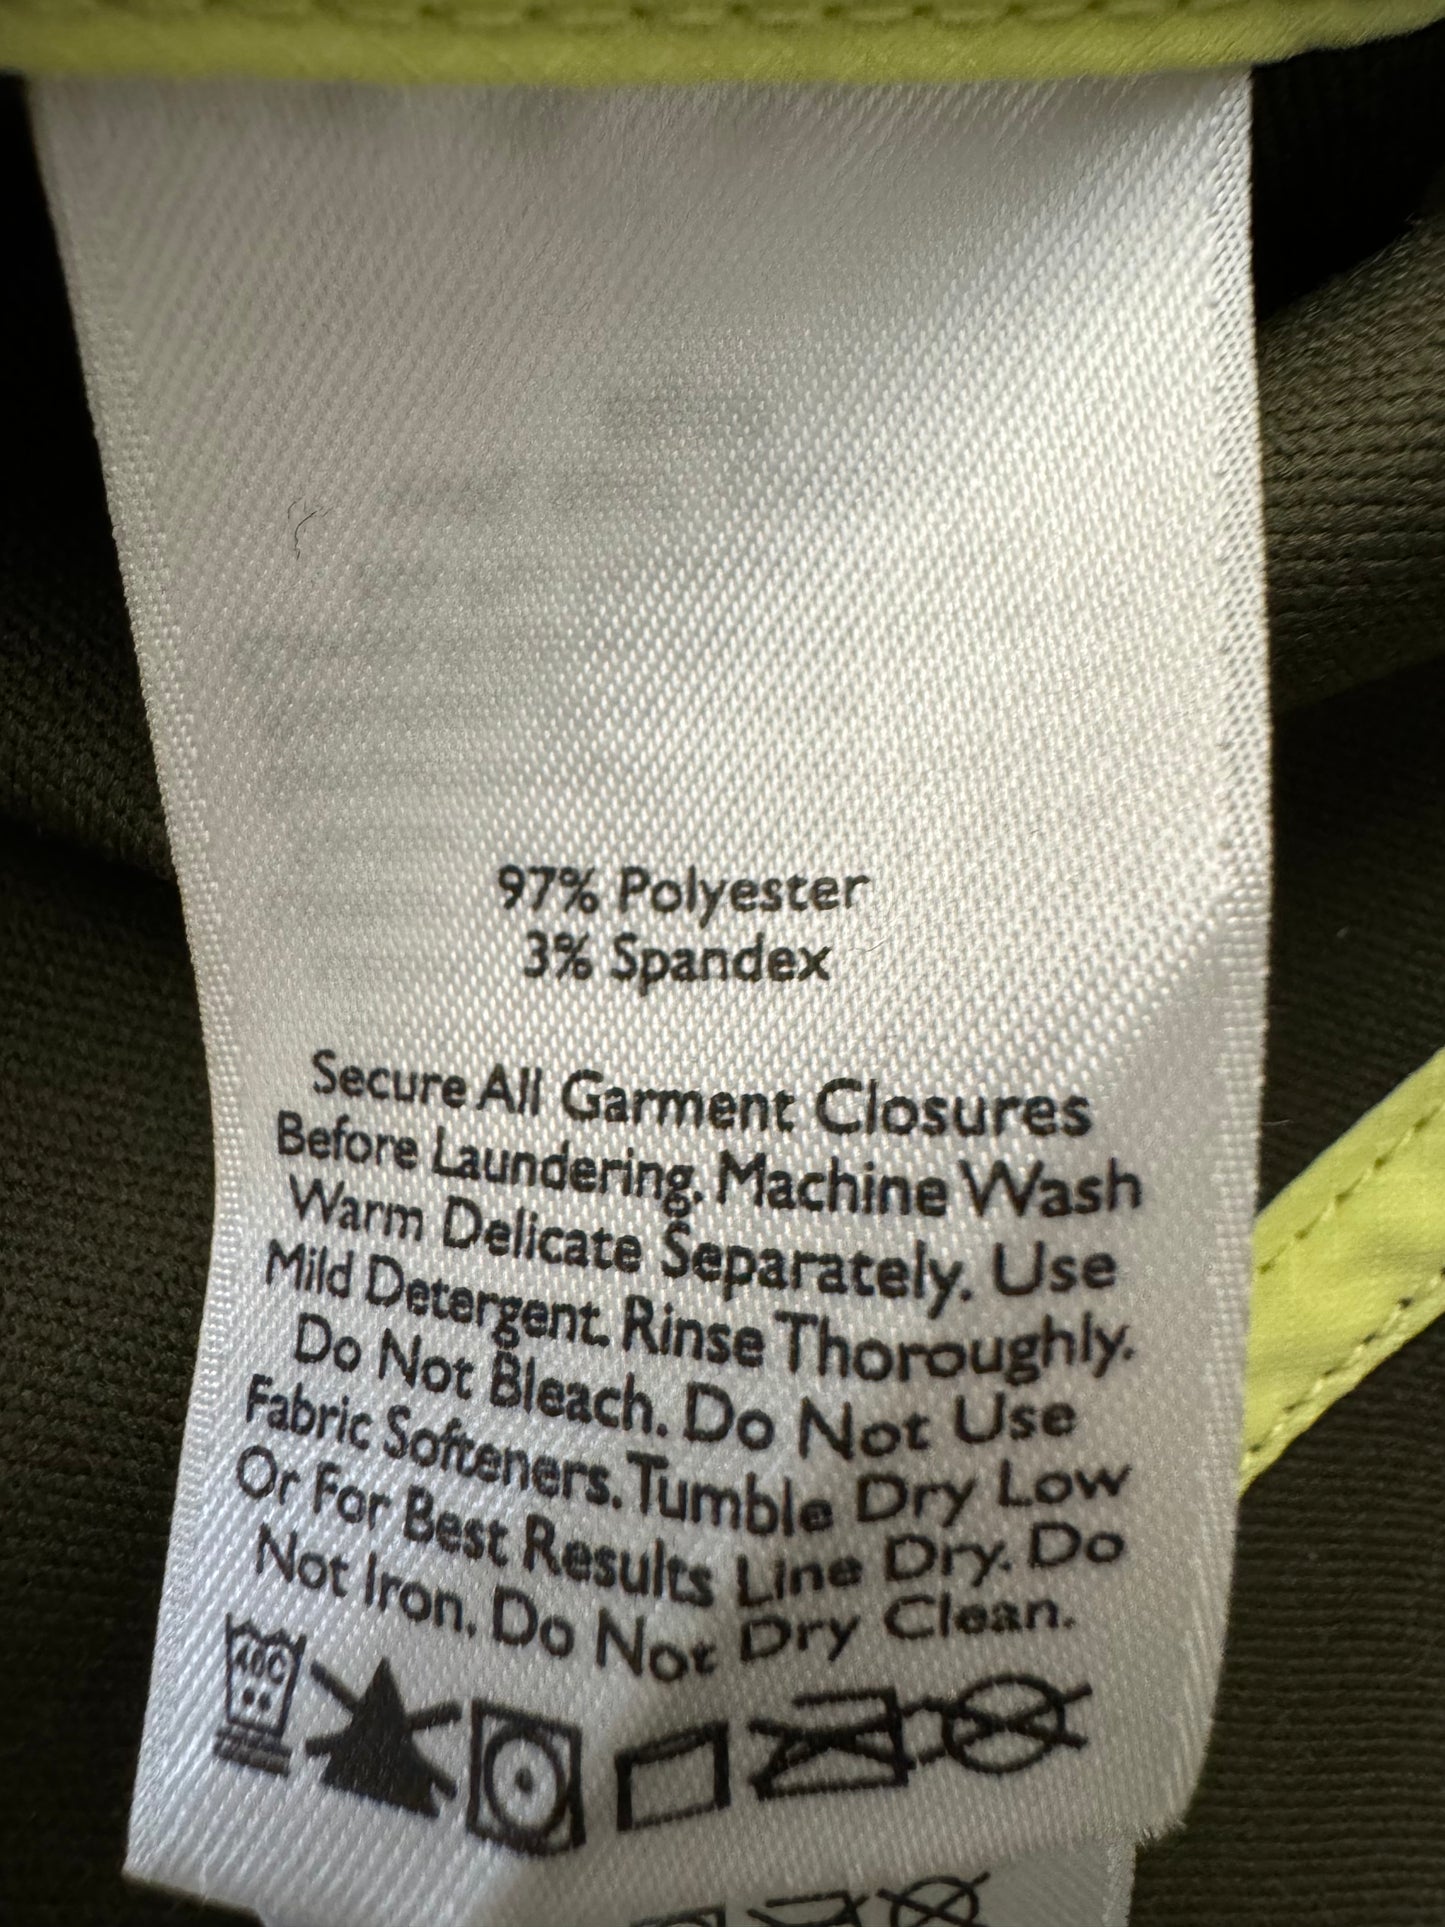 97% Polyester
3% Spandex
Secure All Garment Closures
Before Laundering. Machine Wash
Warm Delicate Separately. Use
Mild Detergent. Rinse Thoroughly.
Do Not Bleach. Do Not Use
Fabric Softeners. Tumble Dry Low
Or For Best Results Line Dry. Do
Not Iron. Do Not Dry Clean.